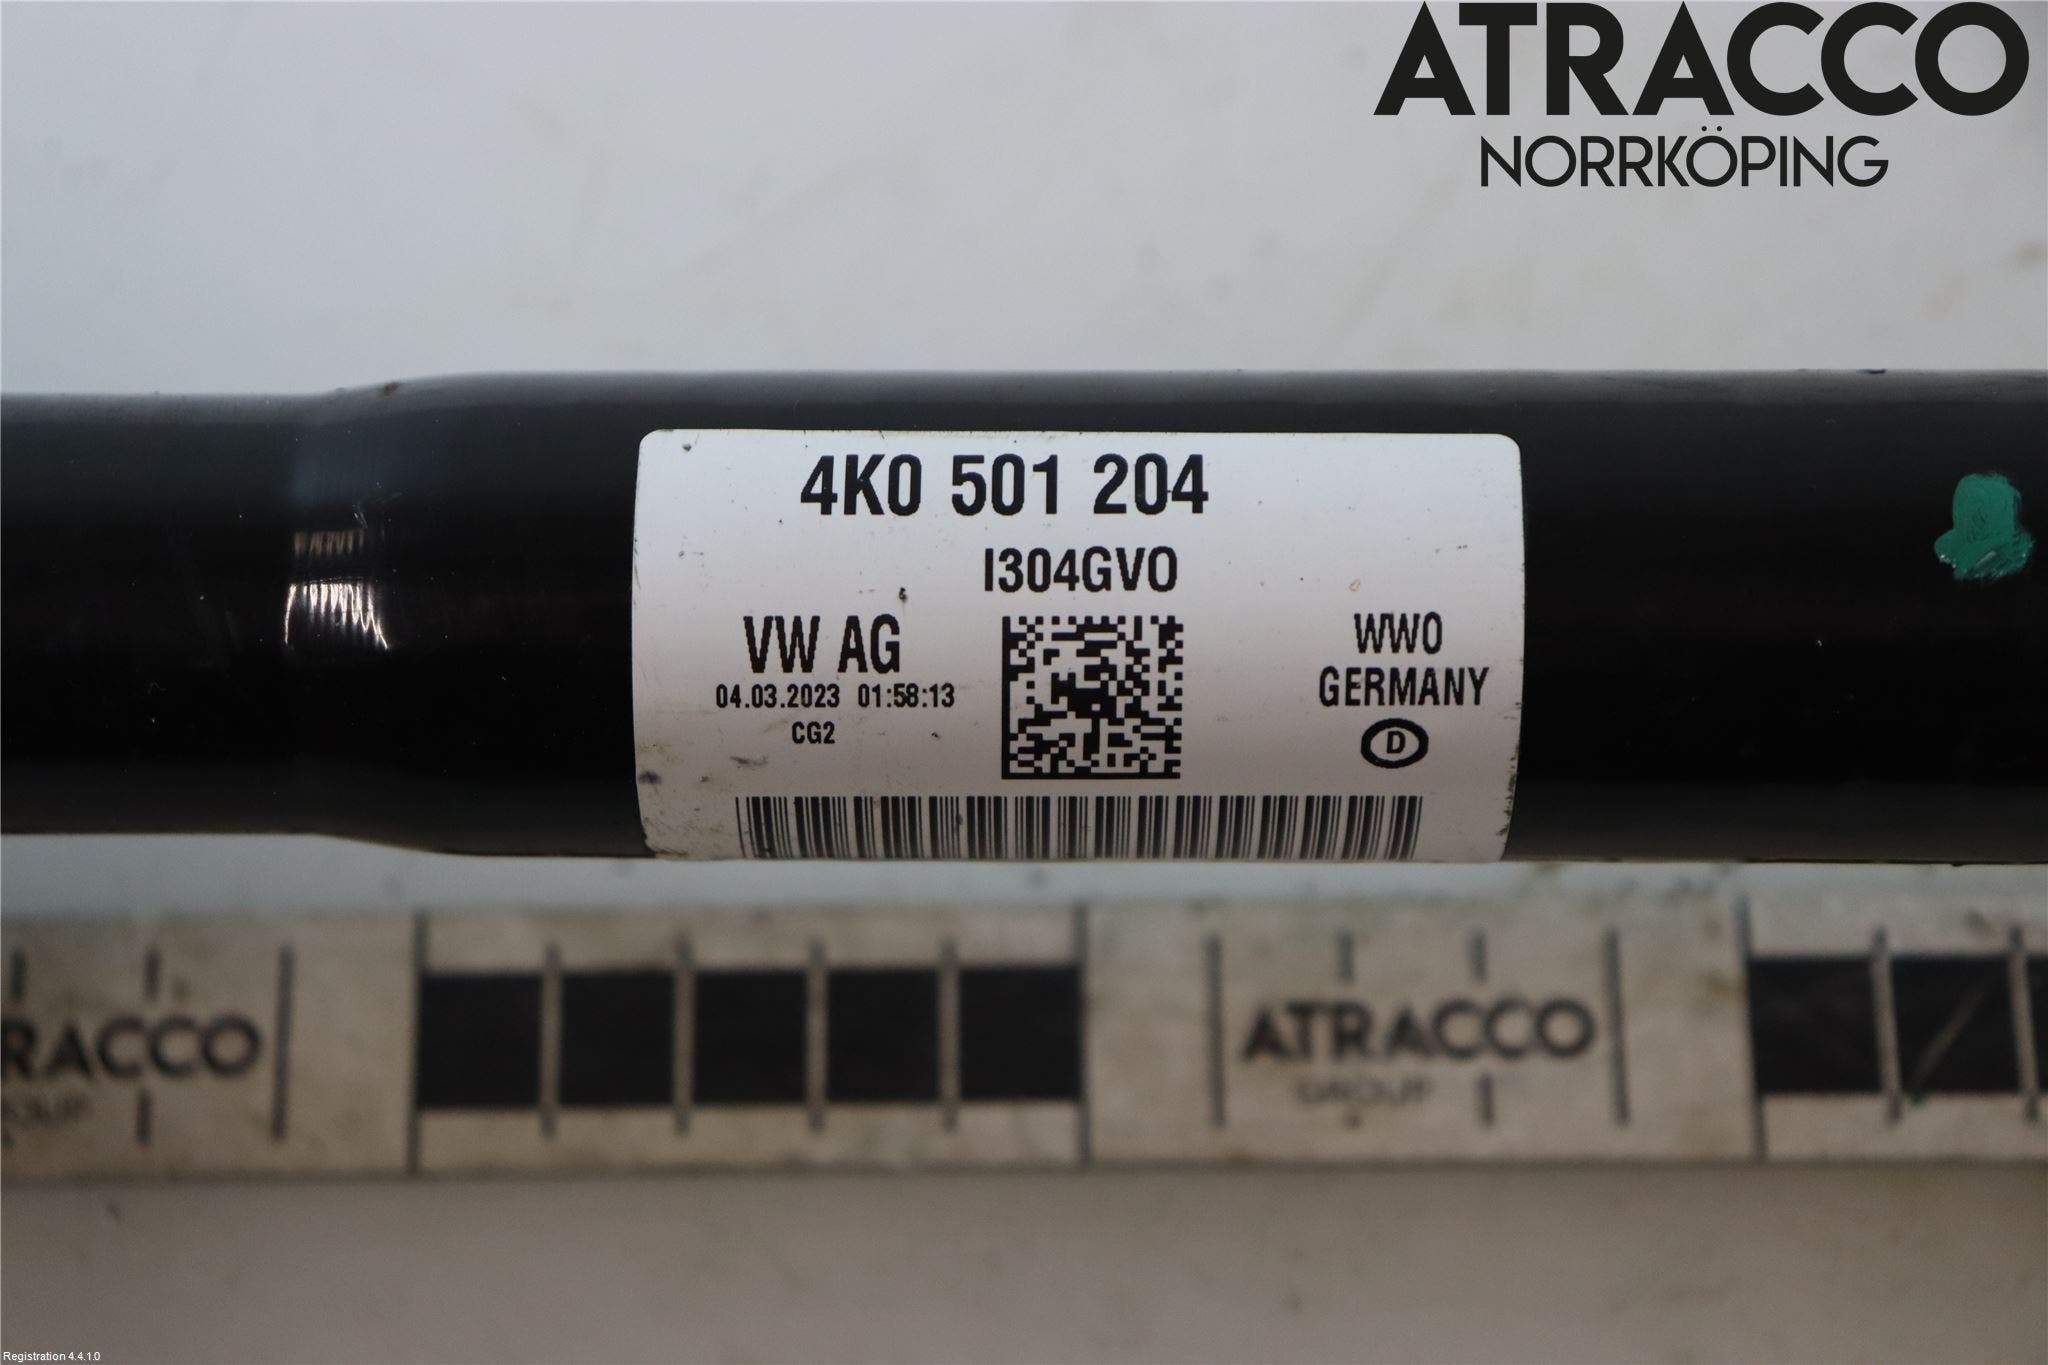 ATRACCO
NORRKÖPING
4K0 501 204
I304GVO
VW AG
04.03.2023 01:58:13
CG2
WWO
GERMANY
D
RACCO
ATRACCO
GROUP
Registration 4.4.1.0